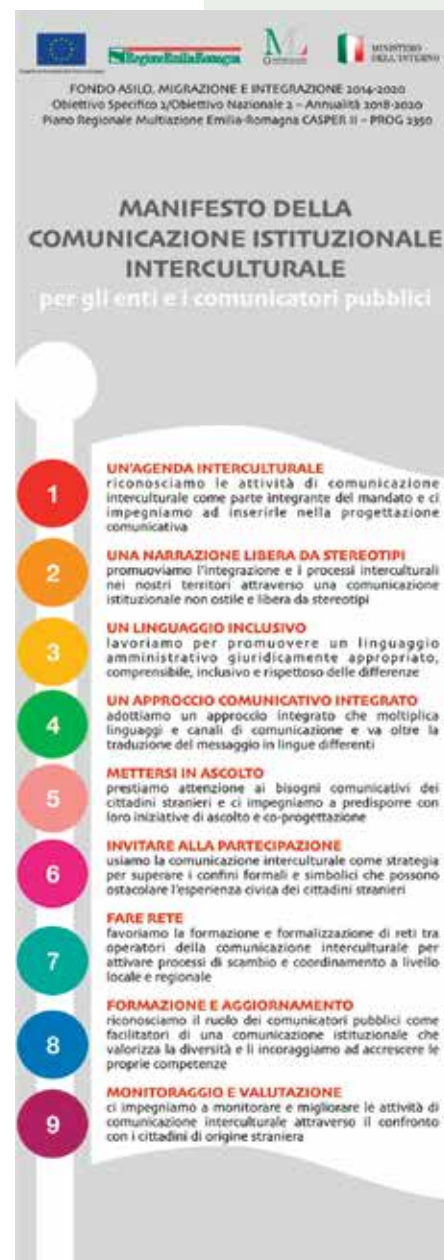 RegioneEmiliaRomagna
MINISTERO
DELL'INTERNO
FONDO ASILO, MIGRAZIONE E INTEGRAZIONE 2014-2020
Obiettivo Specifico 2/Obiettivo Nazionale 2 – Annualità 2018-2020
Piano Regionale Multiazione Emilia-Romagna CASPER II – PROG 2350
MANIFESTO DELLA
COMUNICAZIONE ISTITUZIONALE
INTERCULTURALE
per gli enti e i comunicatori pubblici
1
UN'AGENDA INTERCULTURALE
riconosciamo le attività di comunicazione
interculturale come parte integrante del mandato e ci
impegniamo ad inserirle nella progettazione
comunicativa
2
UNA NARRAZIONE LIBERA DA STEREOTIPI
promuoviamo l'integrazione e i processi interculturali
nei nostri territori attraverso una comunicazione
istituzionale non ostile e libera da stereotipi
3
UN LINGUAGGIO INCLUSIVO
lavoriamo per promuovere un linguaggio
amministrativo giuridicamente appropriato,
comprensibile, inclusivo e rispettoso delle differenze
4
UN APPROCCIO COMUNICATIVO INTEGRATO
adottiamo un approccio integrato che moltiplica
linguaggi e canali di comunicazione e va oltre la
traduzione del messaggio in lingue differenti
5
METTERSI IN ASCOLTO
prestiamo attenzione ai bisogni comunicativi dei
cittadini stranieri e ci impegniamo a predisporre con
loro iniziative di ascolto e co-progettazione
6
INVITARE ALLA PARTECIPAZIONE
usiamo la comunicazione interculturale come strategia
per superare i confini formali e simbolici che possono
ostacolare l'esperienza civica dei cittadini stranieri
7
FARE RETE
favoriamo la formazione e formalizzazione di reti tra
operatori della comunicazione interculturale per
attivare processi di scambio e coordinamento a livello
locale e regionale
8
FORMAZIONE E AGGIORNAMENTO
riconosciamo il ruolo dei comunicatori pubblici come
facilitatori di una comunicazione istituzionale che
valorizza la diversità e li incoraggiamo ad accrescere le
proprie competenze
9
MONITORAGGIO E VALUTAZIONE
ci impegniamo a monitorare e migliorare le attività di
comunicazione interculturale attraverso il confronto
con i cittadini di origine straniera